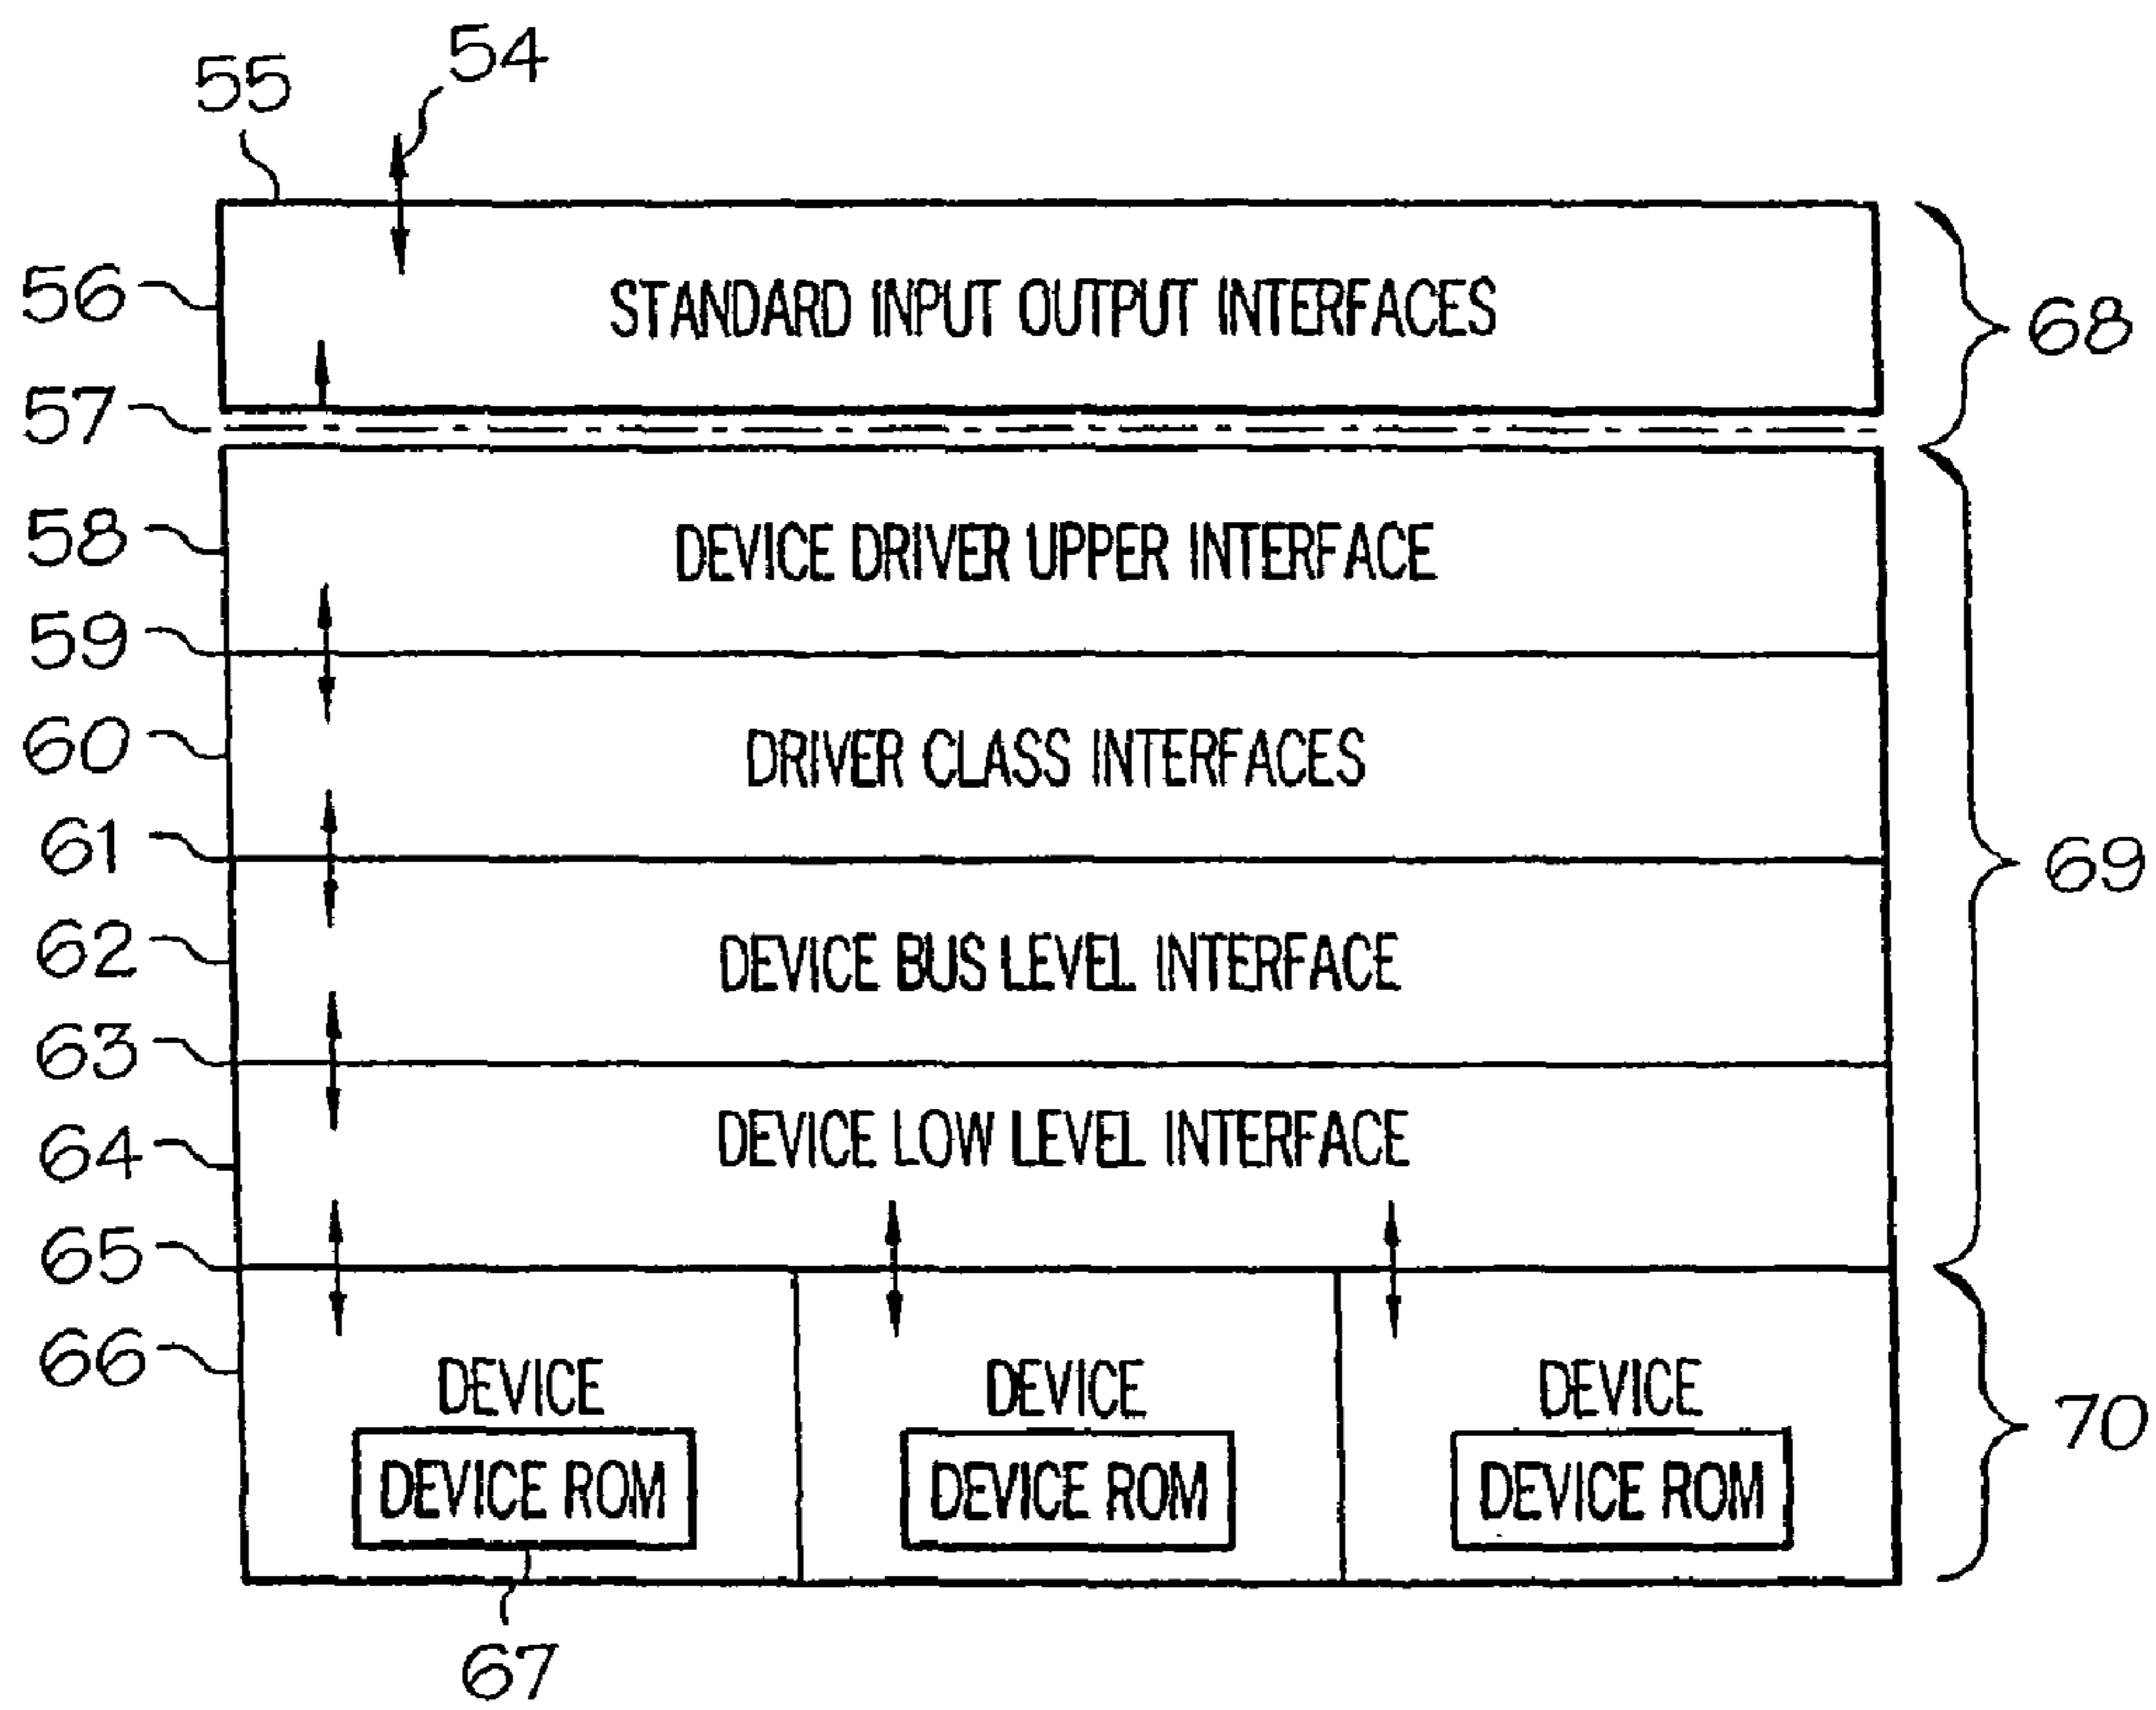 54
55
56
STANDARD INPUT OUTPUT INTERFACES
68
57
58
DEVICE DRIVER UPPER INTERFACE
59
60
DRIVER CLASS INTERFACES
61
69
62
DEVICE BUS LEVEL INTERFACE
63
64
DEVICE LOW LEVEL INTERFACE
65
66
DEVICE DEVICE DEVICE
70
DEVICE ROM DEVICE ROM DEVICE ROM
67